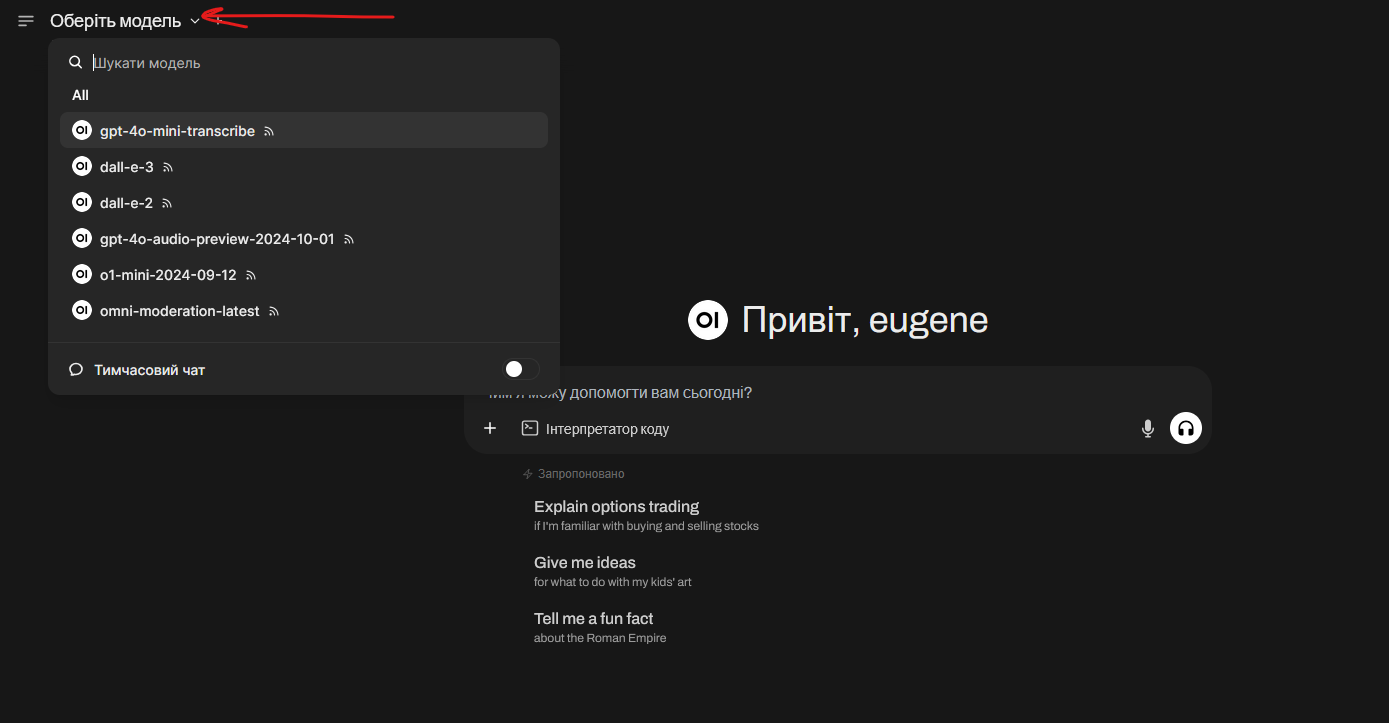 Оберіть модель
Шукати модель
All
OI gpt-4o-mini-transcribe
OI dall-e-3
OI dall-e-2
OI gpt-4o-audio-preview-2024-10-01
OI o1-mini-2024-09-12
OI omni-moderation-latest
Тимчасовий чат
OI Привіт, eugene
Чим я можу допомогти вам сьогодні?
+ Інтерпретатор коду
Запропоновано
Explain options trading
if I'm familiar with buying and selling stocks
Give me ideas
for what to do with my kids' art
Tell me a fun fact
about the Roman Empire